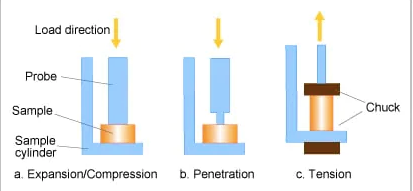 Load direction
Probe
Sample
Sample
cylinder
Chuck
a. Expansion/Compression
b. Penetration
c. Tension